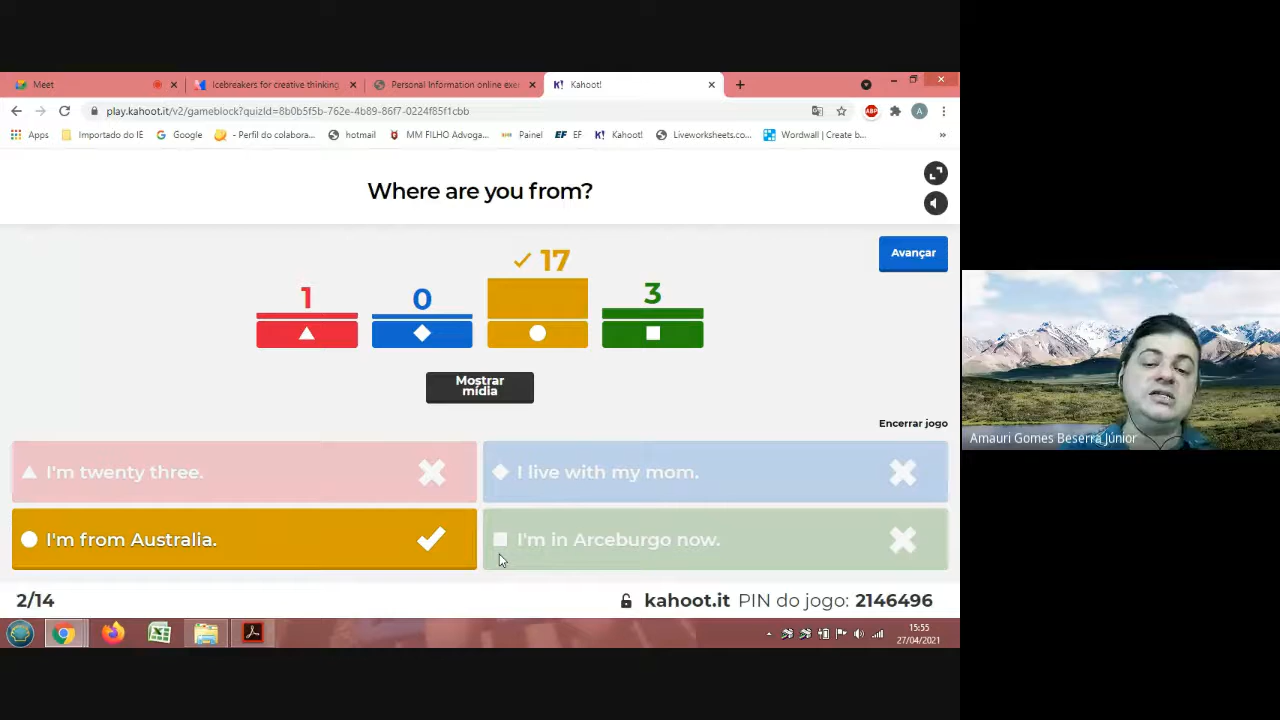 Meet
Icebreakers for creative thinking
Personal Information online exe
Kahoot!
play.kahoot.it/v2/gameblock?quizId=8b0b5f5b-762e-4b89-86f7-0224f85f1cbb
ABP
A
Apps
Importado do IE
Google
- Perfil do colabora...
hotmail
MM FILHO Advoga...
Painel
EF EF
K! Kahoot!
Liveworksheets.co...
Wordwall | Create b...
»
Where are you from?
Avançar
1
0
17
3
Mostrar
mídia
Encerrar jogo
I'm twenty three.
I live with my mom.
I'm from Australia.
I'm in Arceburgo now.
2/14
kahoot.it PIN do jogo: 2146496
15:55
27/04/2021
Amauri Gomes Beserra Júnior